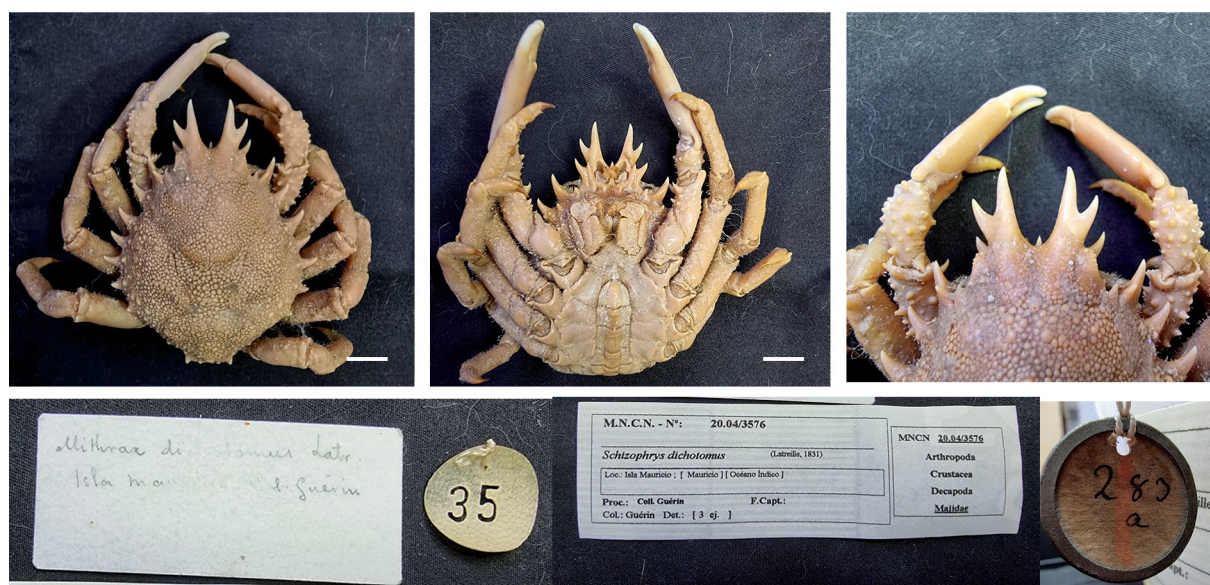 Mithrax di tomus Latr.
Isla Mau Guérin
35
M.N.C.N. - Nº: 20.04/3576
Schizophrys dichotomus (Latreille, 1831)
Loc.: Isla Mauricio ; [ Mauricio ] [ Océano Índico ]
Proc.: Coll. Guérin F.Capt.:
Col.: Guérin Det.: [ 3 ej. ]
MNCN 20.04/3576
Arthropoda
Crustacea
Decapoda
Majidae
283
a